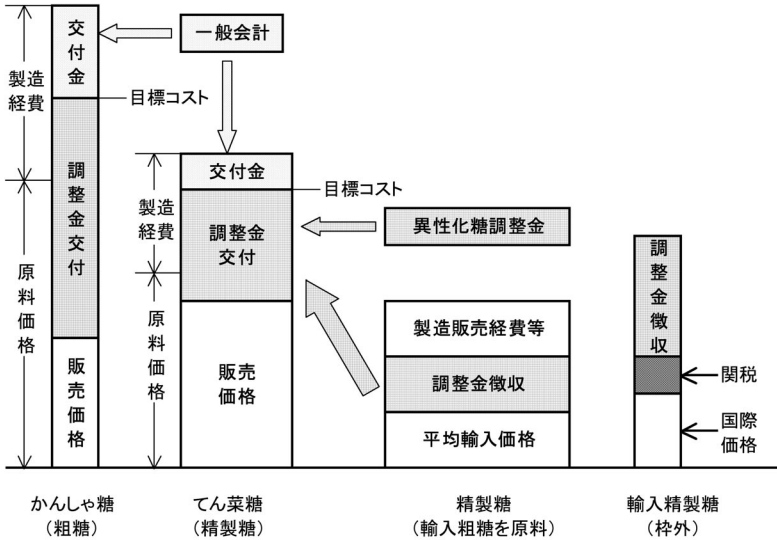 交付金
製造
経費
原料価格
調整金交付
販売価格
一般会計
目標コスト
交付金
製造
経費
原料価格
調整金
交付
販売
価格
目標コスト
異性化糖調整金
製造販売経費等
調整金徴収
平均輸入価格
調整金徴収
関税
国際
価格
かんしゃ糖
（粗糖）
てん菜糖
（精製糖）
精製糖
（輸入粗糖を原料）
輸入精製糖
（枠外）